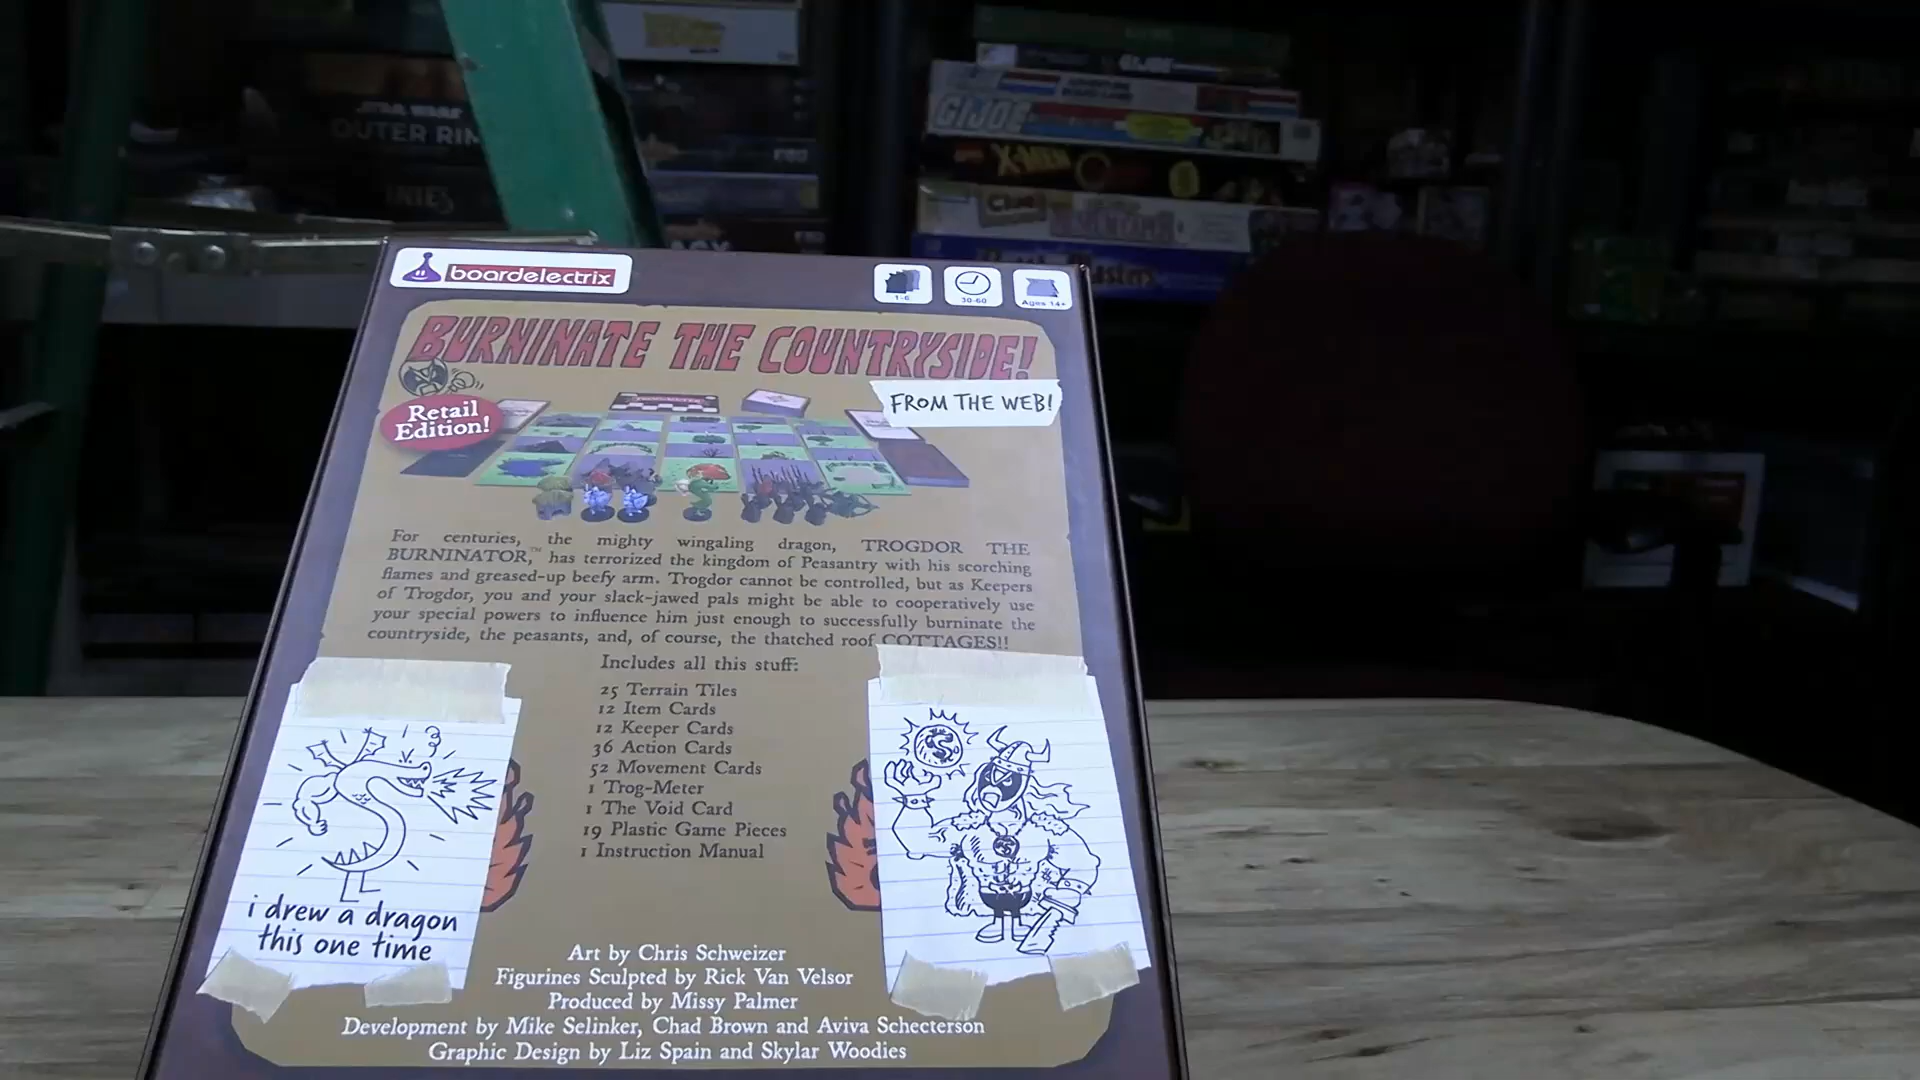 STAR WARS
OUTER RIM
GI JOE
X-MEN
boardelectrix
1-6
30-60
Ages 14+
BURNINATE THE COUNTRYSIDE!
FROM THE WEB!
Retail
Edition!
For centuries, the mighty wingaling dragon, TROGDOR THE
BURNINATOR,™ has terrorized the kingdom of Peasantry with his scorching
flames and greased-up beefy arm. Trogdor cannot be controlled, but as Keepers
of Trogdor, you and your slack-jawed pals might be able to cooperatively use
your special powers to influence him just enough to successfully burninate the
countryside, the peasants, and, of course, the thatched roof COTTAGES!!
Includes all this stuff:
25 Terrain Tiles
12 Item Cards
12 Keeper Cards
36 Action Cards
52 Movement Cards
1 Trog-Meter
1 The Void Card
19 Plastic Game Pieces
1 Instruction Manual
i drew a dragon
this one time
Art by Chris Schweizer
Figurines Sculpted by Rick Van Velsor
Produced by Missy Palmer
Development by Mike Selinker, Chad Brown and Aviva Schecterson
Graphic Design by Liz Spain and Skylar Woodies